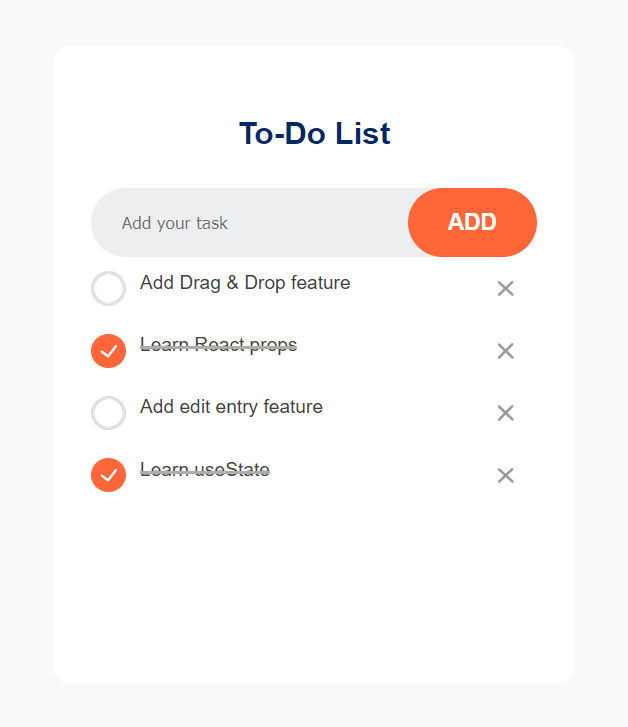 To-Do List
Add your task
ADD
Add Drag & Drop feature
Learn React props
Add edit entry feature
Learn useState